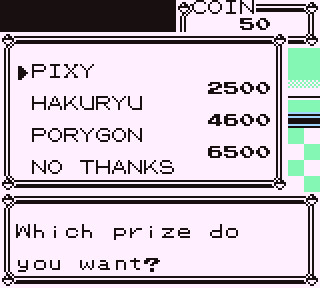 COIN
50
PIXY
2500
HAKURYU
4600
PORYGON
6500
NO THANKS
Which prize do
you want?